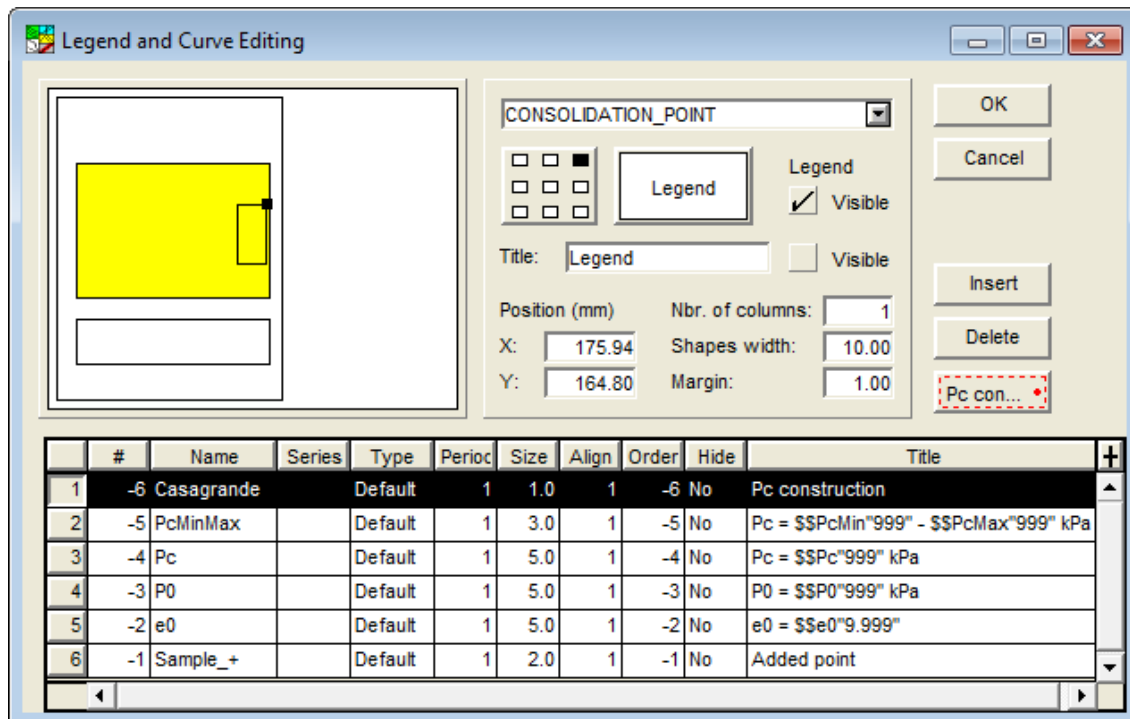 Legend and Curve Editing
CONSOLIDATION_POINT
OK
Cancel
Legend
Legend
Visible
Title: Legend
Visible
Insert
Position (mm)
Nbr. of columns: 1
Delete
X: 175.94
Shapes width: 10.00
Y: 164.80
Margin: 1.00
Pc con...
# Name Series Type Period Size Align Order Hide Title +
1 -6 Casagrande Default 1 1.0 1 -6 No Pc construction
2 -5 PcMinMax Default 1 3.0 1 -5 No Pc = $$PcMin"999" - $$PcMax"999" kPa
3 -4 Pc Default 1 5.0 1 -4 No Pc = $$Pc"999" kPa
4 -3 P0 Default 1 5.0 1 -3 No P0 = $$P0"999" kPa
5 -2 e0 Default 1 5.0 1 -2 No e0 = $$e0"9.999"
6 -1 Sample_+ Default 1 2.0 1 -1 No Added point